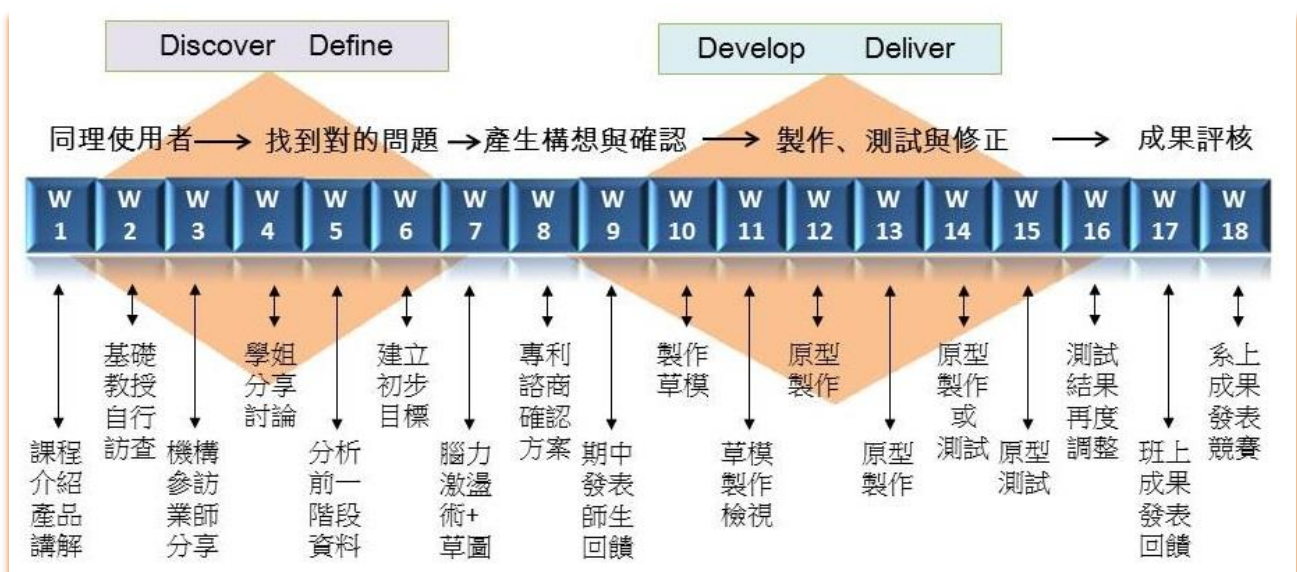 Discover Define
Develop Deliver
同理使用者→找到對的問題→產生構想與確認→製作、測試與修正→成果評核
W W W W W W W W W W W W W W W W W W
1 2 3 4 5 6 7 8 9 10 11 12 13 14 15 16 17 18
課程
介紹
產品
講解
基礎
教授
自行
訪查
機構
參訪
業師
分享
學姐
分享
討論
分析
前一
階段
資料
建立
初步
目標
腦力
激盪
術+
草圖
專利
諮商
確認
方案
期中
發表
師生
回饋
製作
草模
草模
製作
檢視
原型
製作
原型
製作
原型
製作
或
測試
原型
測試
測試
結果
再度
調整
班上
成果
發表
回饋
系上
成果
發表
競賽